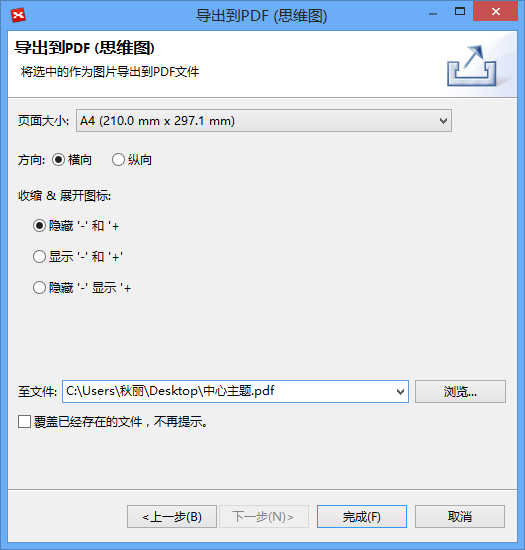 导出到PDF (思维图)
导出到PDF (思维图)
将选中的作为图片导出到PDF文件
页面大小: A4 (210.0 mm x 297.1 mm)
方向: 横向 纵向
收缩 & 展开图标:
隐藏 '-' 和 '+
显示 '-' 和 '+'
隐藏 '-' 显示 '+
至文件: C:\Users\秋丽\Desktop\中心主题.pdf 浏览...
覆盖已经存在的文件，不再提示。
<上一步(B) 下一步(N)> 完成(F) 取消